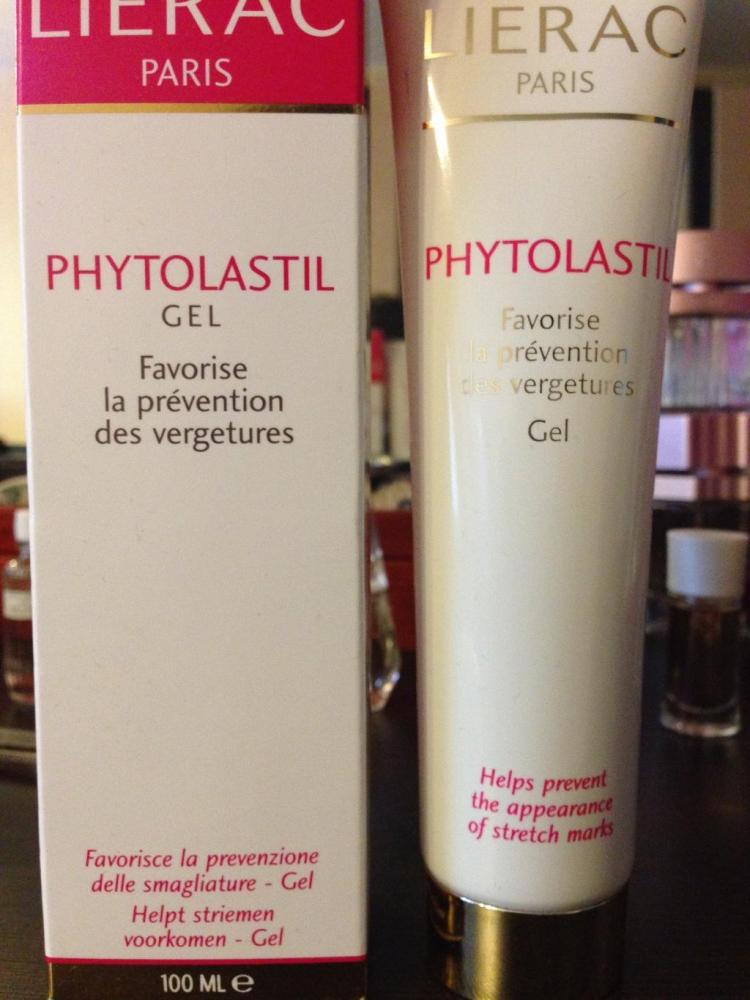 LIERAC
PARIS
PHYTOLASTIL
GEL
Favorise
la prévention
des vergetures
Favorisce la prevenzione
delle smagliature - Gel
Helpt striemen
voorkomen - Gel
100 ML e
LIERAC
PARIS
PHYTOLASTIL
Favorise
la prévention
des vergetures
Gel
Helps prevent
the appearance
of stretch marks